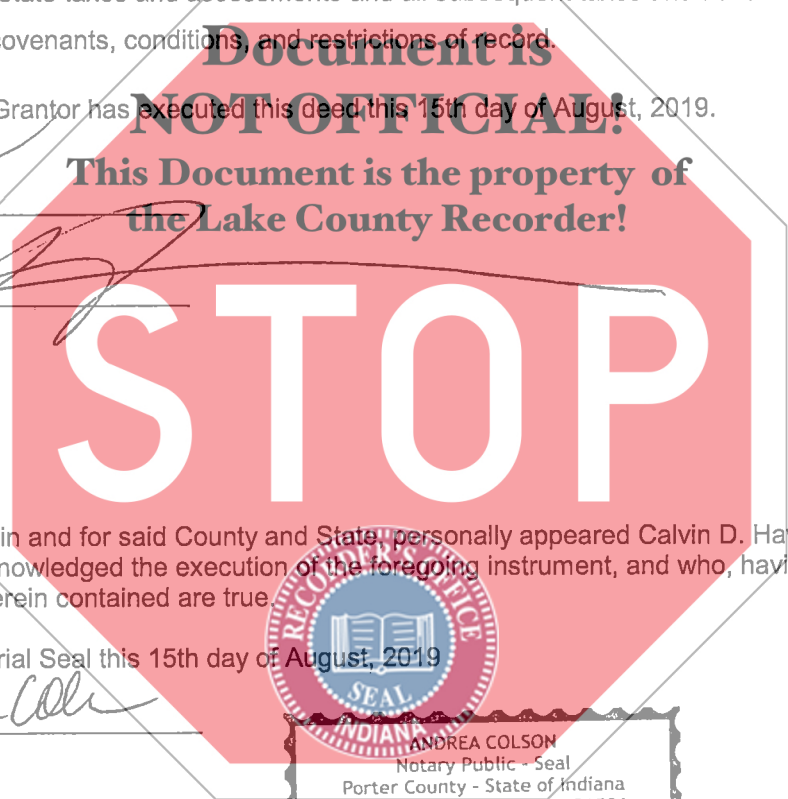 covenants, conditions, and restrictions of record.
Document is
Grantor has executed this deed this 15th day of August, 2019.
NOT OFFICIAL!
This Document is the property of
the Lake County Recorder!
STOP
in and for said County and State, personally appeared Calvin D.
the execution of the foregoing instrument, and who,
contained are true.
RECORDER'S OFFICE
SEAL
INDIANA
Seal this 15th day of August, 2019
ANDREA COLSON
Notary Public - Seal
Porter County - State of Indiana